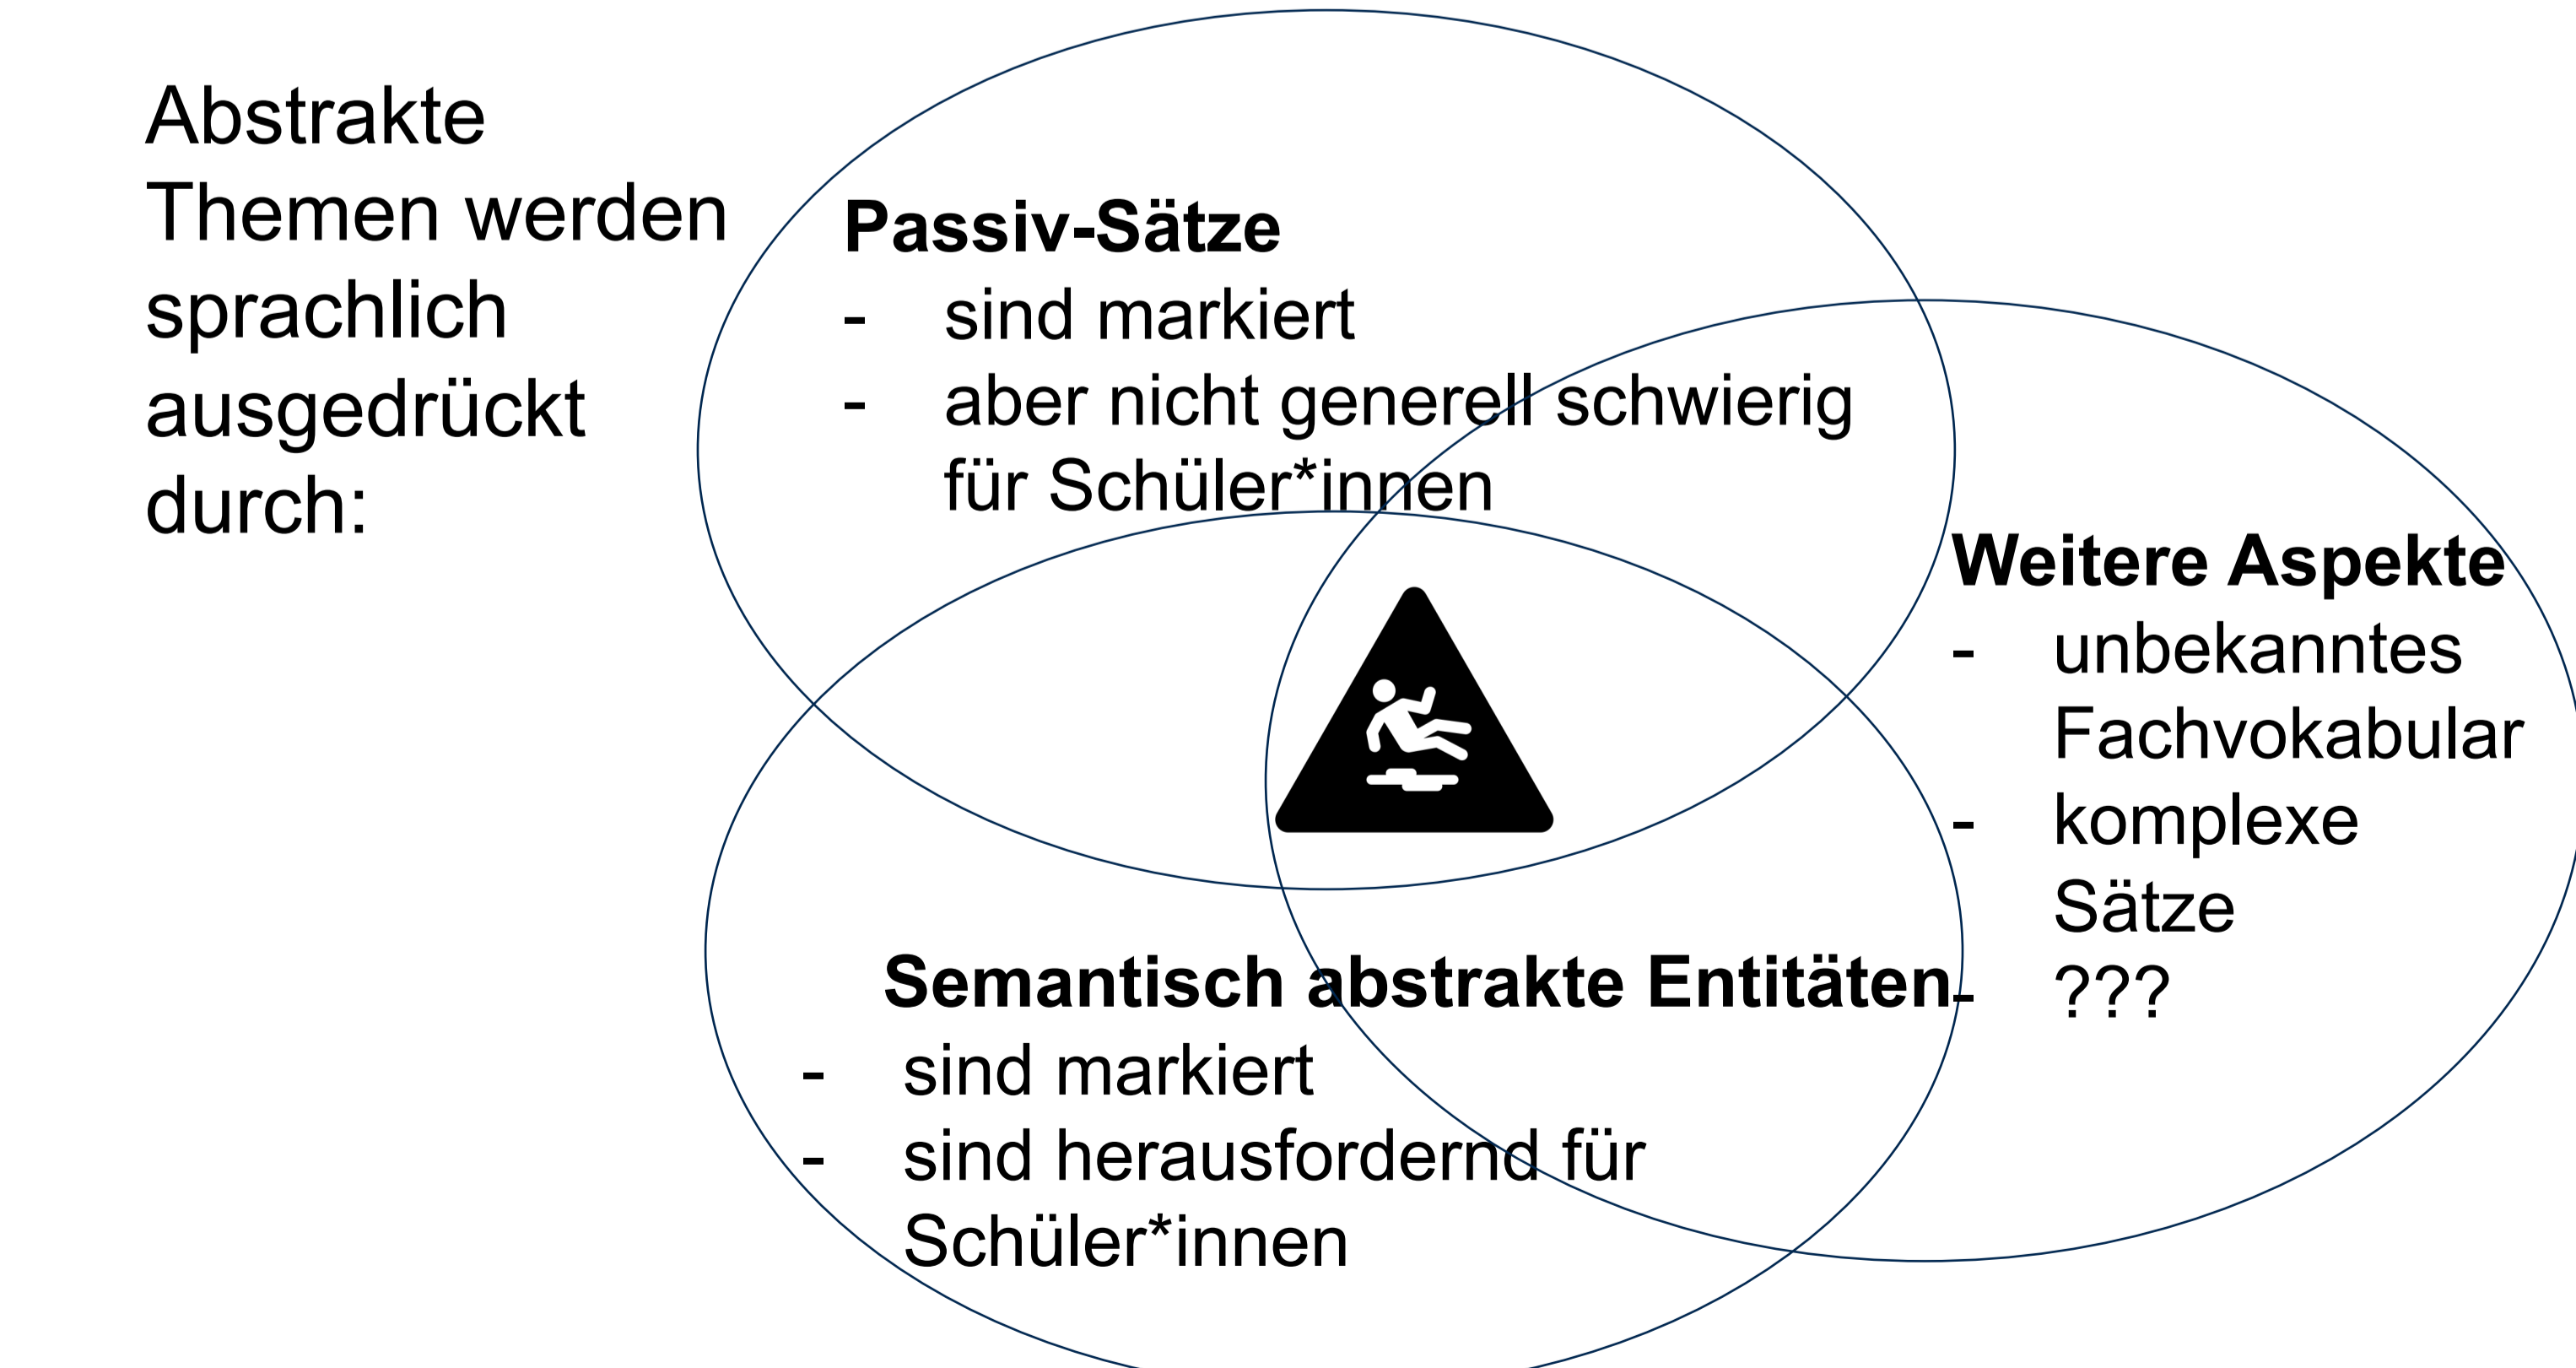 Abstrakte
Themen werden
sprachlich
ausgedrückt
durch:
Passiv-Sätze
- sind markiert
- aber nicht generell schwierig
für Schüler*innen
Weitere Aspekte
- unbekanntes
Fachvokabular
- komplexe
Sätze
- ???
Semantisch abstrakte Entitäten
- sind markiert
- sind herausfordernd für
Schüler*innen